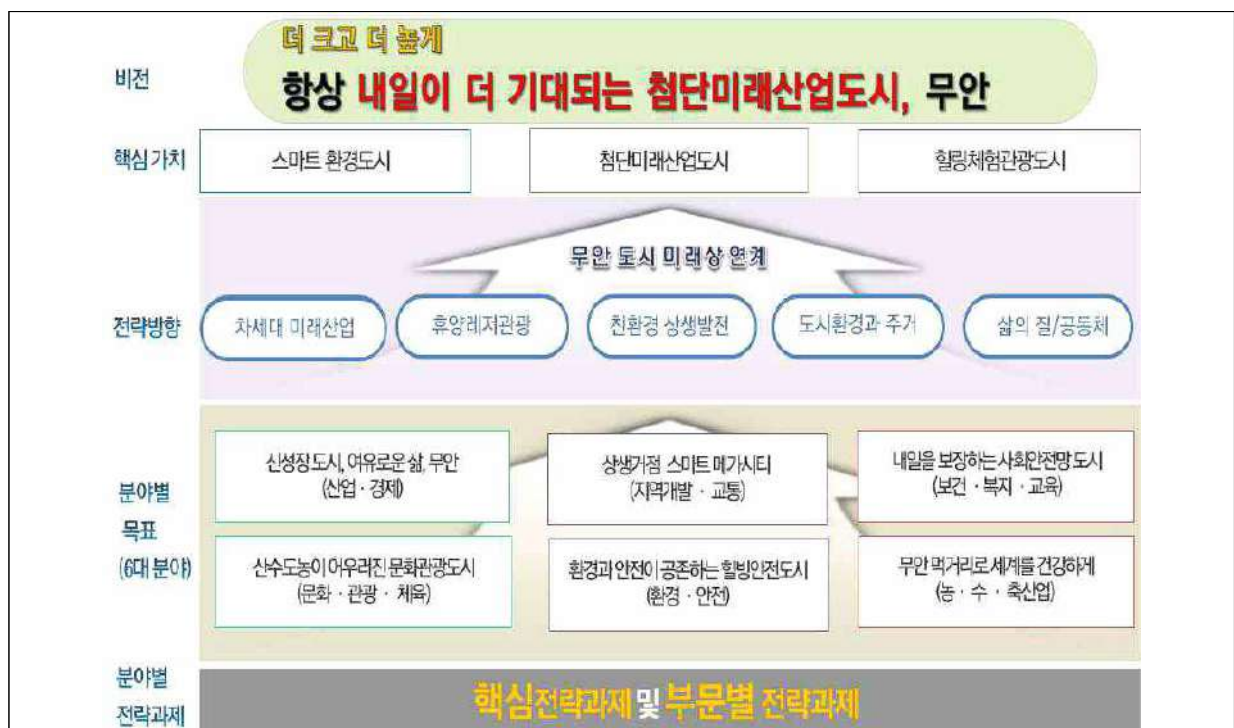 더 크고 더 높게
비전
항상 내일이 더 기대되는 첨단미래산업도시, 무안
핵심 가치
스마트 환경도시
첨단미래산업도시
힐링체험관광도시
무안 도시 미래상 연계
전략방향
차세대 미래산업
휴양레저관광
친환경 상생발전
도시환경과 주거
삶의 질/공동체
분야별
목표
(6대 분야)
신성장 도시, 여유로운 삶, 무안
(산업 · 경제)
상생거점 스마트 메가시티
(지역개발 · 교통)
내일을 보장하는 사회안전망 도시
(보건 · 복지 · 교육)
산수도농이 어우러진 문화관광도시
(문화 · 관광 · 체육)
환경과 안전이 공존하는 힐빙안전도시
(환경 · 안전)
무안 먹거리로 세계를 건강하게
(농 · 수 · 축산업)
분야별
전략과제
핵심전략과제 및 부문별 전략과제